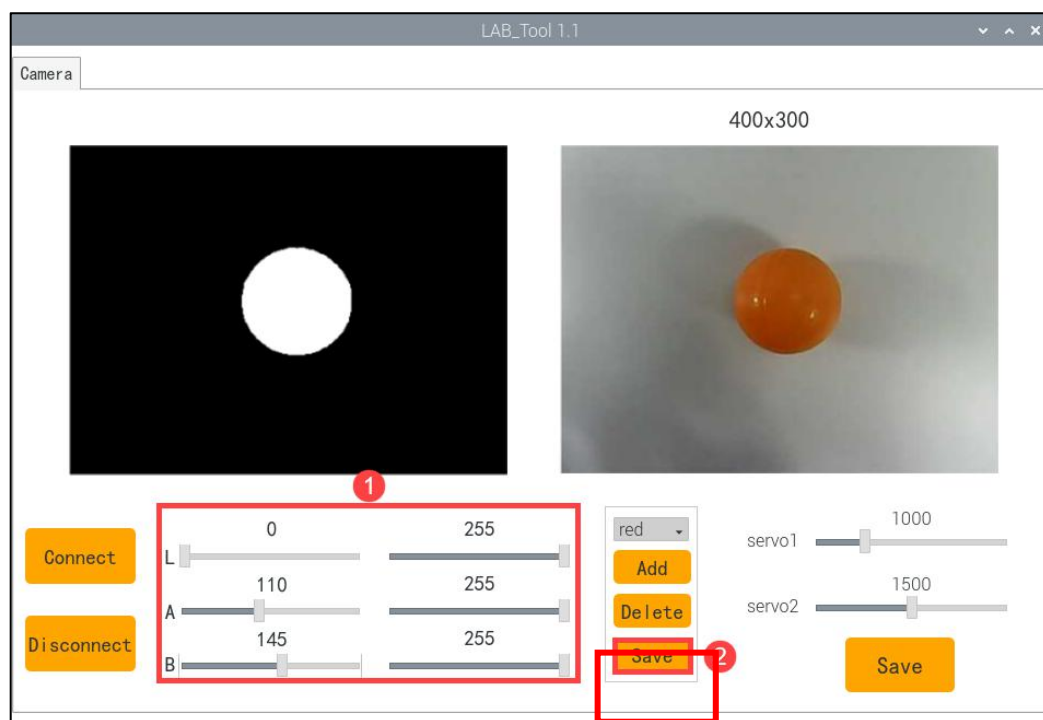 LAB_Tool 1.1
Camera
400x300
1
Connect
Disconnect
L 0 255
A 110 255
B 145 255
red
Add
Delete
Save 2
servo1 1000
servo2 1500
Save